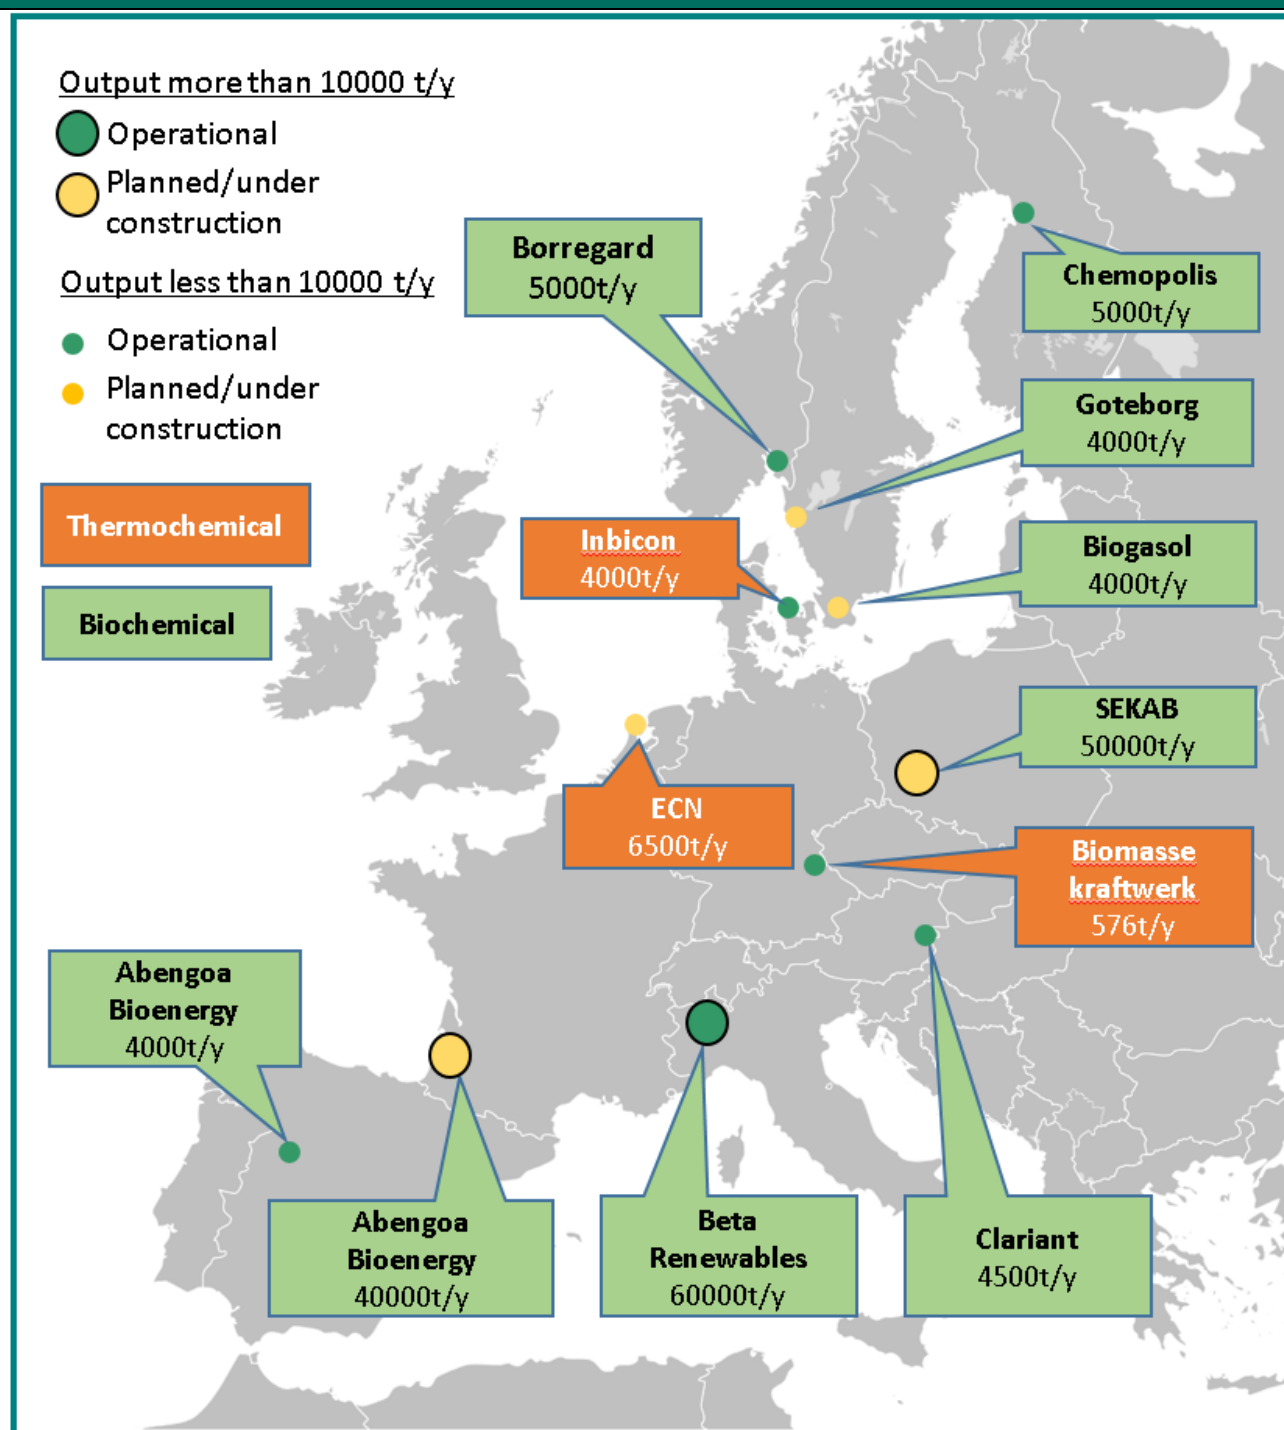 Output more than 10000 t/y
Operational
Planned/under
construction
Output less than 10000 t/y
Operational
Planned/under
construction
Thermochemical
Biochemical
Borregard
5000t/y
Chemopolis
5000t/y
Goteborg
4000t/y
Inbicon
4000t/y
Biogasol
4000t/y
SEKAB
50000t/y
ECN
6500t/y
Biomasse
kraftwerk
576t/y
Abengoa
Bioenergy
4000t/y
Abengoa
Bioenergy
40000t/y
Beta
Renewables
60000t/y
Clariant
4500t/y